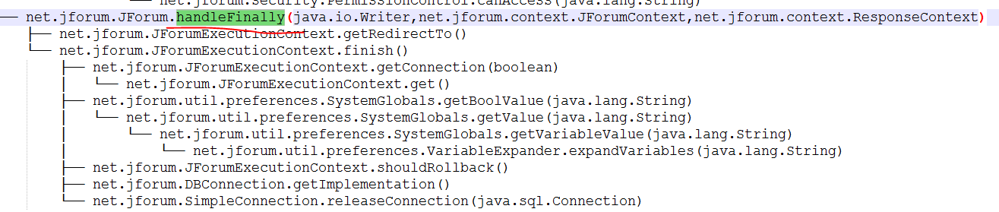 net.jforum.security.PermissionControl.canAccess(java.lang.String)
── net.jforum.JForum.handleFinally(java.io.Writer,net.jforum.context.JForumContext,net.jforum.context.ResponseContext)
├── net.jforum.JForumExecutionContext.getRedirectTo()
└── net.jforum.JForumExecutionContext.finish()
├── net.jforum.JForumExecutionContext.getConnection(boolean)
│ └── net.jforum.JForumExecutionContext.get()
├── net.jforum.util.preferences.SystemGlobals.getBoolValue(java.lang.String)
│ └── net.jforum.util.preferences.SystemGlobals.getValue(java.lang.String)
│ └── net.jforum.util.preferences.SystemGlobals.getVariableValue(java.lang.String)
│ └── net.jforum.util.preferences.VariableExpander.expandVariables(java.lang.String)
├── net.jforum.JForumExecutionContext.shouldRollback()
├── net.jforum.DBConnection.getImplementation()
└── net.jforum.SimpleConnection.releaseConnection(java.sql.Connection)